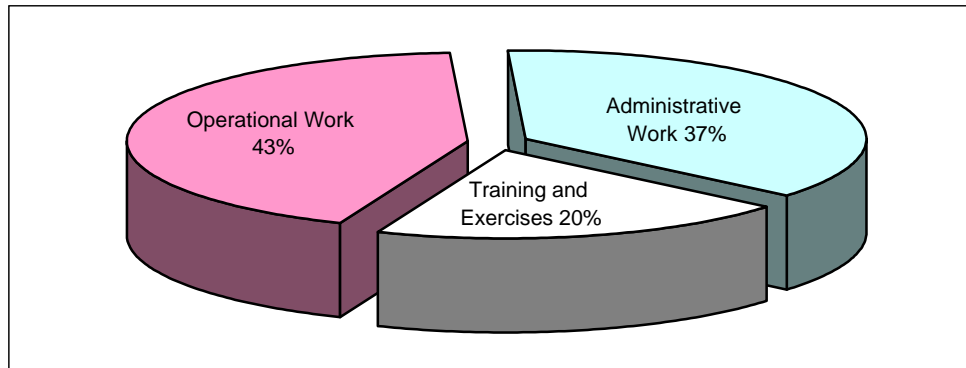 Operational Work
43%
Administrative
Work 37%
Training and
Exercises 20%